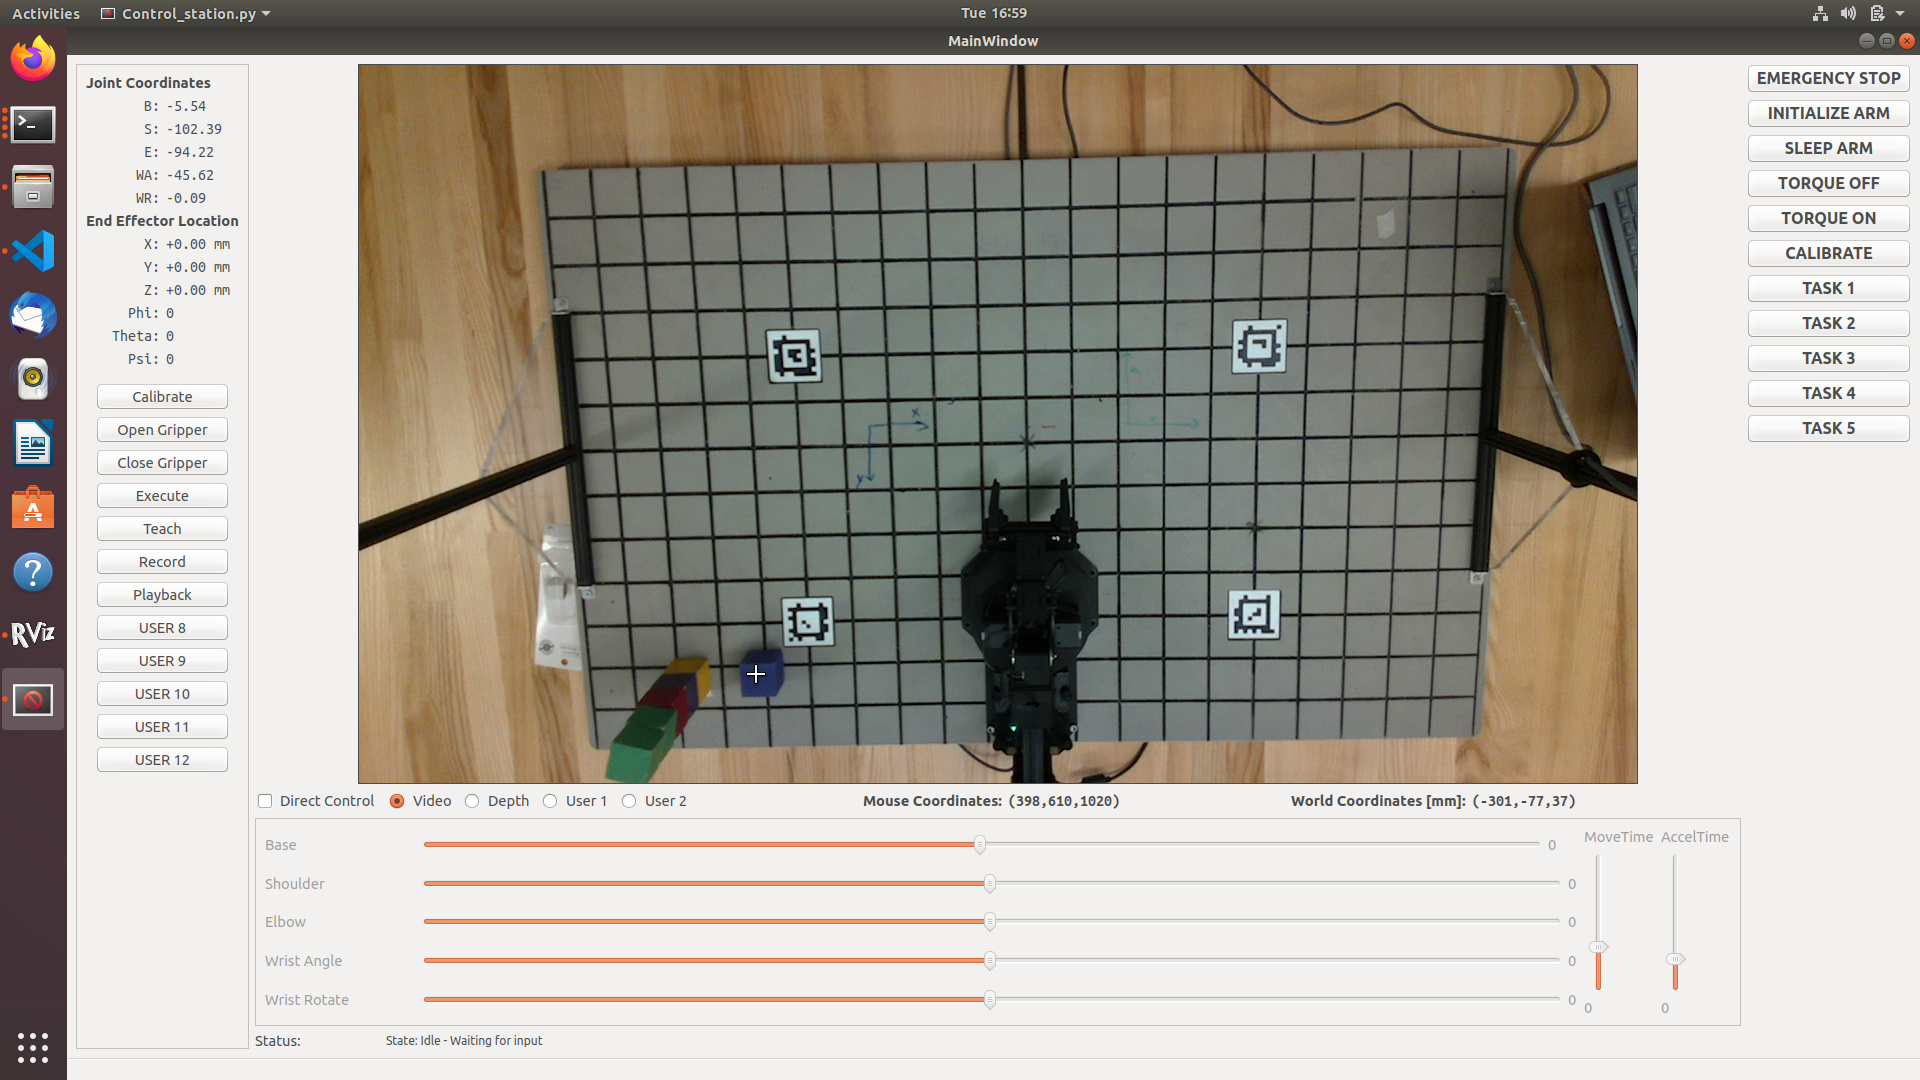 Activities
Control_station.py
Tue 16:59
MainWindow
Joint Coordinates
B: -5.54
S: -102.39
E: -94.22
WA: -45.62
WR: -0.09
End Effector Location
X: +0.00 mm
Y: +0.00 mm
Z: +0.00 mm
Phi: 0
Theta: 0
Psi: 0
Calibrate
Open Gripper
Close Gripper
Execute
Teach
Record
Playback
USER 8
USER 9
USER 10
USER 11
USER 12
RViz
x
y
EMERGENCY STOP
INITIALIZE ARM
SLEEP ARM
TORQUE OFF
TORQUE ON
CALIBRATE
TASK 1
TASK 2
TASK 3
TASK 4
TASK 5
Direct Control
Video
Depth
User 1
User 2
Mouse Coordinates: (398,610,1020)
World Coordinates [mm]: (-301,-77,37)
Base 0
Shoulder 0
Elbow 0
Wrist Angle 0
Wrist Rotate 0
MoveTime AccelTime
0 0
Status: State: Idle - Waiting for input